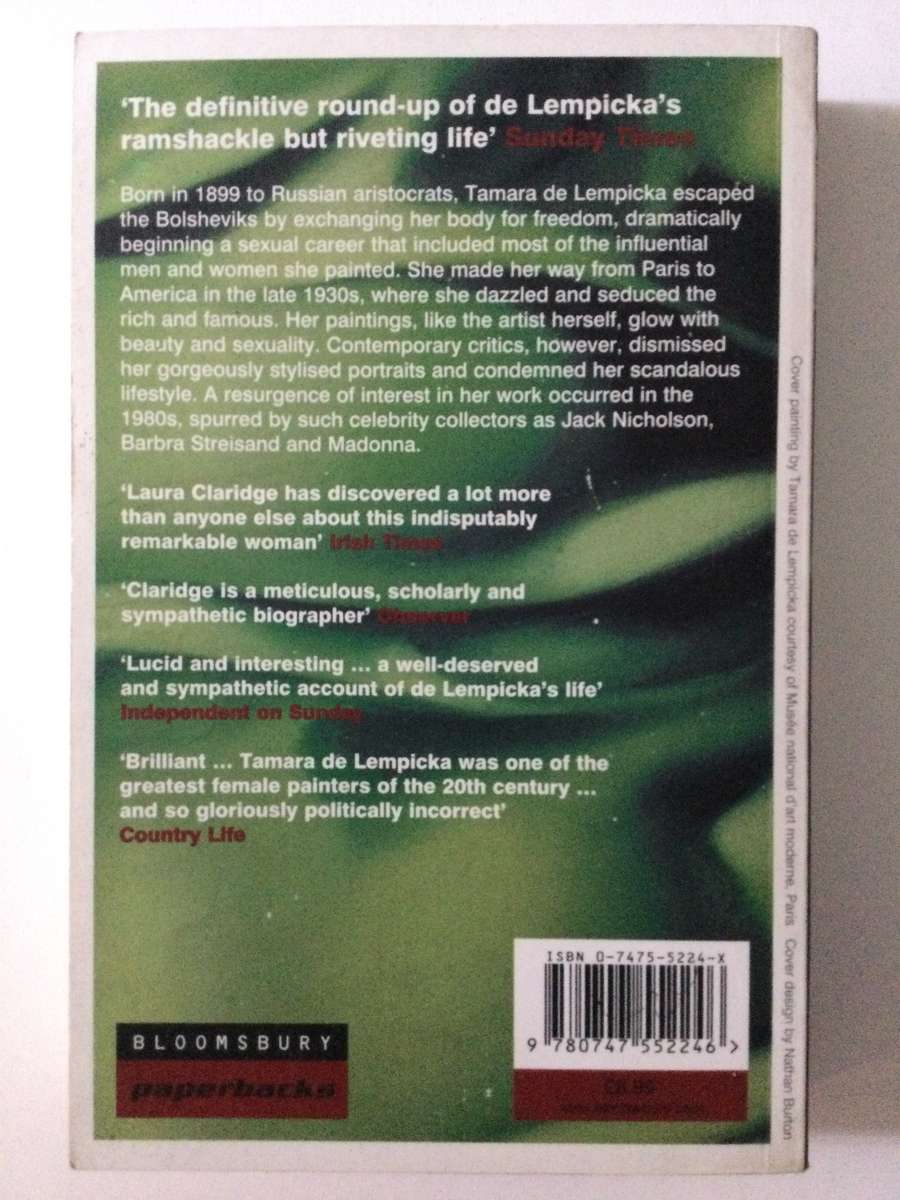 ‘The definitive round-up of de Lempicka’s
ramshackle but riveting life’ Sunday Times
Born in 1899 to Russian aristocrats, Tamara de Lempicka escaped
the Bolsheviks by exchanging her body for freedom, dramatically
beginning a sexual career that included most of the influential
men and women she painted. She made her way from Paris to
America in the late 1930s, where she dazzled and seduced the
rich and famous. Her paintings, like the artist herself, glow with
beauty and sexuality. Contemporary critics, however, dismissed
her gorgeously stylised portraits and condemned her scandalous
lifestyle. A resurgence of interest in her work occurred in the
1980s, spurred by such celebrity collectors as Jack Nicholson,
Barbra Streisand and Madonna.
‘Laura Claridge has discovered a lot more
than anyone else about this indisputably
remarkable woman’ Irish Times
‘Claridge is a meticulous, scholarly and
sympathetic biographer’ Observer
‘Lucid and interesting ... a well-deserved
and sympathetic account of de Lempicka’s life’
Independent on Sunday
‘Brilliant ... Tamara de Lempicka was one of the
greatest female painters of the 20th century ...
and so gloriously politically incorrect’
Country Life
ISBN 0-7475-5224-X
9 780747 552246 >
£8.99
BLOOMSBURY
paperbacks
Cover painting by Tamara de Lempicka courtesy of Musée national d’art moderne, Paris Cover design by Nathan Burton